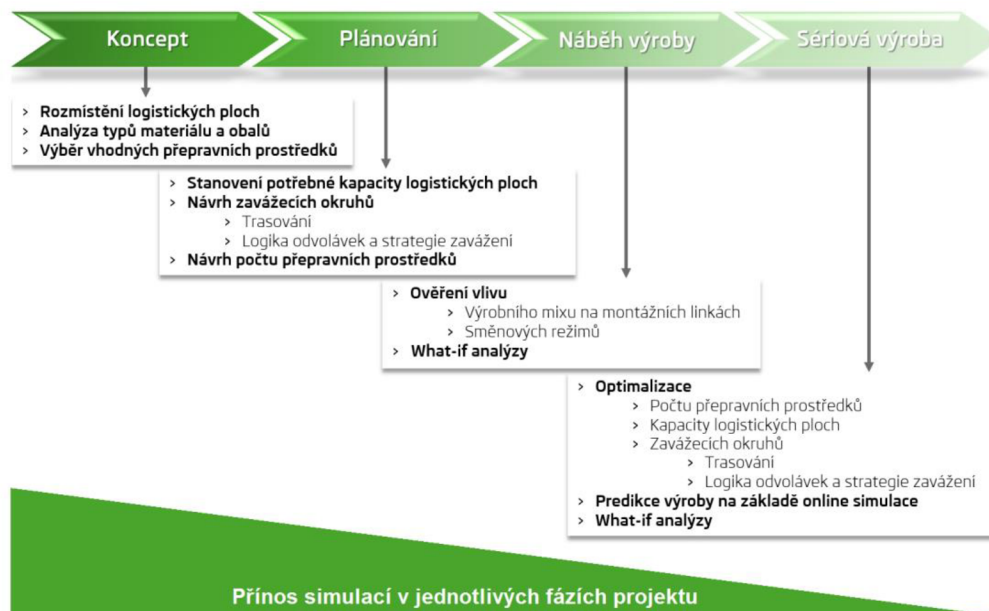 Koncept
Plánování
Náběh výroby
Sériová výroba
> Rozmístění logistických ploch
> Analýza typů materiálu a obalů
> Výběr vhodných přepravních prostředků
> Stanovení potřebné kapacity logistických ploch
> Návrh zavážecích okruhů
> Trasování
> Logika odvolávek a strategie zavážení
> Návrh počtu přepravních prostředků
> Ověření vlivu
> Výrobního mixu na montážních linkách
> Směnových režimů
> What-if analýzy
> Optimalizace
> Počtu přepravních prostředků
> Kapacity logistických ploch
> Zavážecích okruhů
> Trasování
> Logika odvolávek a strategie zavážení
> Predikce výroby na základě online simulace
> What-if analýzy
Přínos simulací v jednotlivých fázích projektu